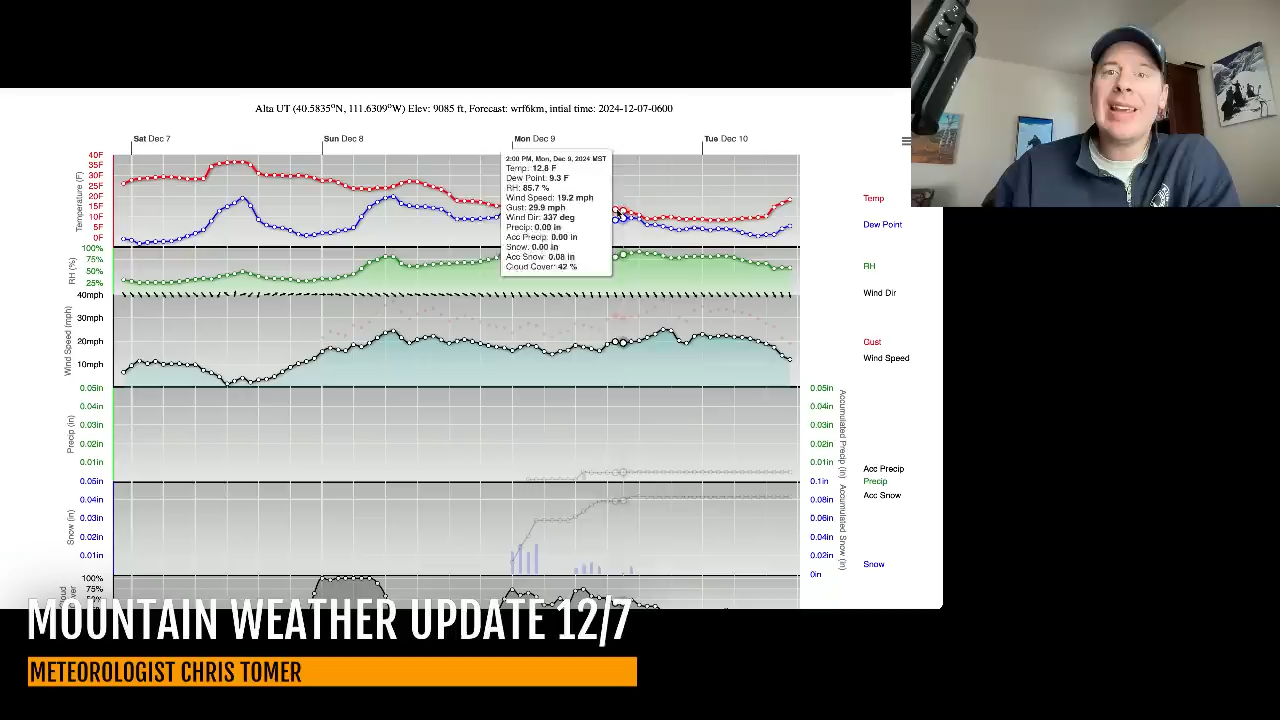 Alta UT (40.5835°N, 111.6309°W) Elev: 9085 ft, Forecast: wrf6km, intial time: 2024-12-07-0600
Sat Dec 7
Sun Dec 8
Mon Dec 9
Tue Dec 10
2:00 PM, Mon, Dec 9, 2024 MST
Temp: 12.8 F
Dew Point: 9.3 F
RH: 85.7 %
Wind Speed: 19.2 mph
Gust: 29.9 mph
Wind Dir: 337 deg
Precip: 0.00 in
Acc Precip: 0.00 in
Snow: 0.00 in
Acc Snow: 0.08 in
Cloud Cover: 42 %
Temperature (F)
40F
35F
30F
25F
20F
15F
10F
5F
0F
Temp
Dew Point
RH (%)
100%
75%
50%
25%
RH
Wind Dir
Wind Speed (mph)
40mph
30mph
20mph
10mph
Gust
Wind Speed
Precip (in)
0.05in
0.04in
0.03in
0.02in
0.01in
0.05in
0.04in
0.03in
0.02in
0.01in
Accumulated Precip (in)
Acc Precip
Precip
Acc Snow
Snow (in)
0.05in
0.04in
0.03in
0.02in
0.01in
0.1in
0.08in
0.06in
0.04in
0.02in
0in
Accumulated Snow (in)
Snow
Cloud
100%
75%
MOUNTAIN WEATHER UPDATE 12/7
METEOROLOGIST CHRIS TOMER